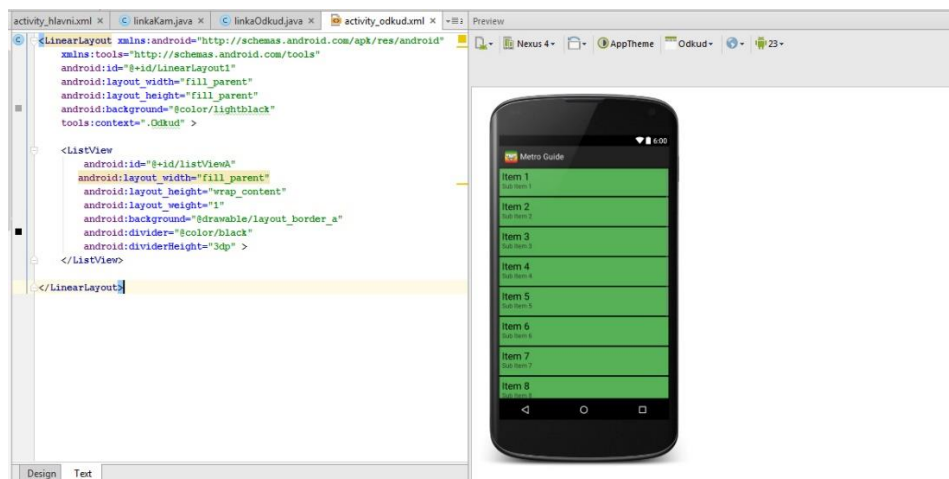 activity_hlavni.xml × linkaKam.java × linkaOdkud.java × activity_odkud.xml ×
<LinearLayout xmlns:android="http://schemas.android.com/apk/res/android"
xmlns:tools="http://schemas.android.com/tools"
android:id="@+id/LinearLayout1"
android:layout_width="fill_parent"
android:layout_height="fill_parent"
android:background="@color/lightblack"
tools:context=".Odkud" >
<ListView
android:id="@+id/listViewA"
android:layout_width="fill_parent"
android:layout_height="wrap_content"
android:layout_weight="1"
android:background="@drawable/layout_border_a"
android:divider="@color/black"
android:dividerHeight="3dp" >
</ListView>
</LinearLayout>
Design Text
Preview
Nexus 4 AppTheme Odkud 23
6:00
Metro Guide
Item 1
Sub Item 1
Item 2
Sub Item 2
Item 3
Sub Item 3
Item 4
Sub Item 4
Item 5
Sub Item 5
Item 6
Sub Item 6
Item 7
Sub Item 7
Item 8
Sub Item 8